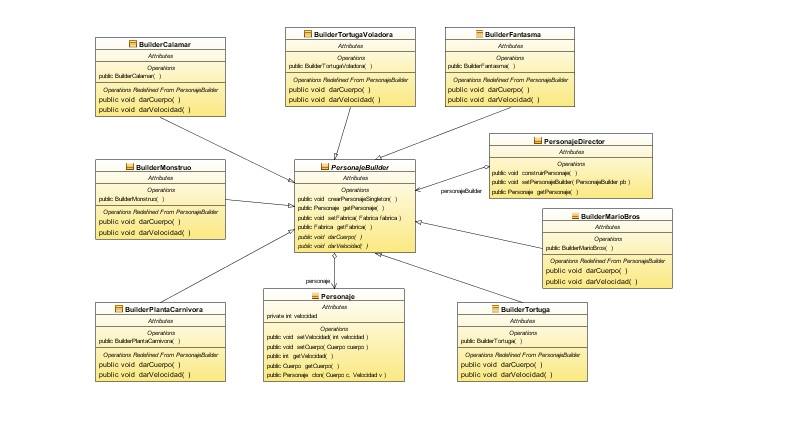 BuilderCalamar
Attributes
Operations
public BuilderCalamar( )
Operations Redefined From PersonajeBuilder
public void darCuerpo( )
public void darVelocidad( )
BuilderTortugaVoladora
Attributes
Operations
public BuilderTortugaVoladora( )
Operations Redefined From PersonajeBuilder
public void darCuerpo( )
public void darVelocidad( )
BuilderFantasma
Attributes
Operations
public BuilderFantasma( )
Operations Redefined From PersonajeBuilder
public void darCuerpo( )
public void darVelocidad( )
BuilderMonstruo
Attributes
Operations
public BuilderMonstruo( )
Operations Redefined From PersonajeBuilder
public void darCuerpo( )
public void darVelocidad( )
PersonajeBuilder
Attributes
Operations
public void crearPersonajeSingleton( )
public Personaje getPersonaje( )
public void setFabrica( Fabrica fabrica )
public Fabrica getFabrica( )
public void darCuerpo( )
public void darVelocidad( )
personajeBuilder
PersonajeDirector
Attributes
Operations
public void construirPersonaje( )
public void setPersonajeBuilder( PersonajeBuilder pb )
public Personaje getPersonaje( )
BuilderMarioBros
Attributes
Operations
public BuilderMarioBros( )
Operations Redefined From PersonajeBuilder
public void darCuerpo( )
public void darVelocidad( )
BuilderPlantaCarnivora
Attributes
Operations
public BuilderPlantaCarnivora( )
Operations Redefined From PersonajeBuilder
public void darCuerpo( )
public void darVelocidad( )
personaje
Personaje
Attributes
private int velocidad
Operations
public void setVelocidad( int velocidad )
public void setCuerpo( Cuerpo cuerpo )
public int getVelocidad( )
public Cuerpo getCuerpo( )
public Personaje clon( Cuerpo c, Velocidad v )
BuilderTortuga
Attributes
Operations
public BuilderTortuga( )
Operations Redefined From PersonajeBuilder
public void darCuerpo( )
public void darVelocidad( )